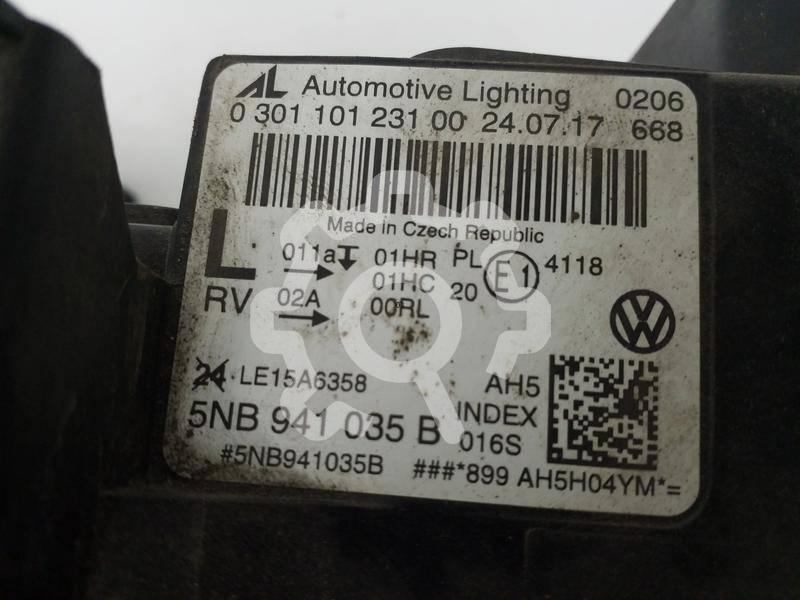 AL Automotive Lighting 0206
0 301 101 231 00 24.07.17 668
Made in Czech Republic
L 011a 01HR PL E1 4118
01HC 20
RV 02A 00RL
24 LE15A6358 AH5
5NB 941 035 B INDEX
016S
#5NB941035B ###*899 AH5H04YM*=